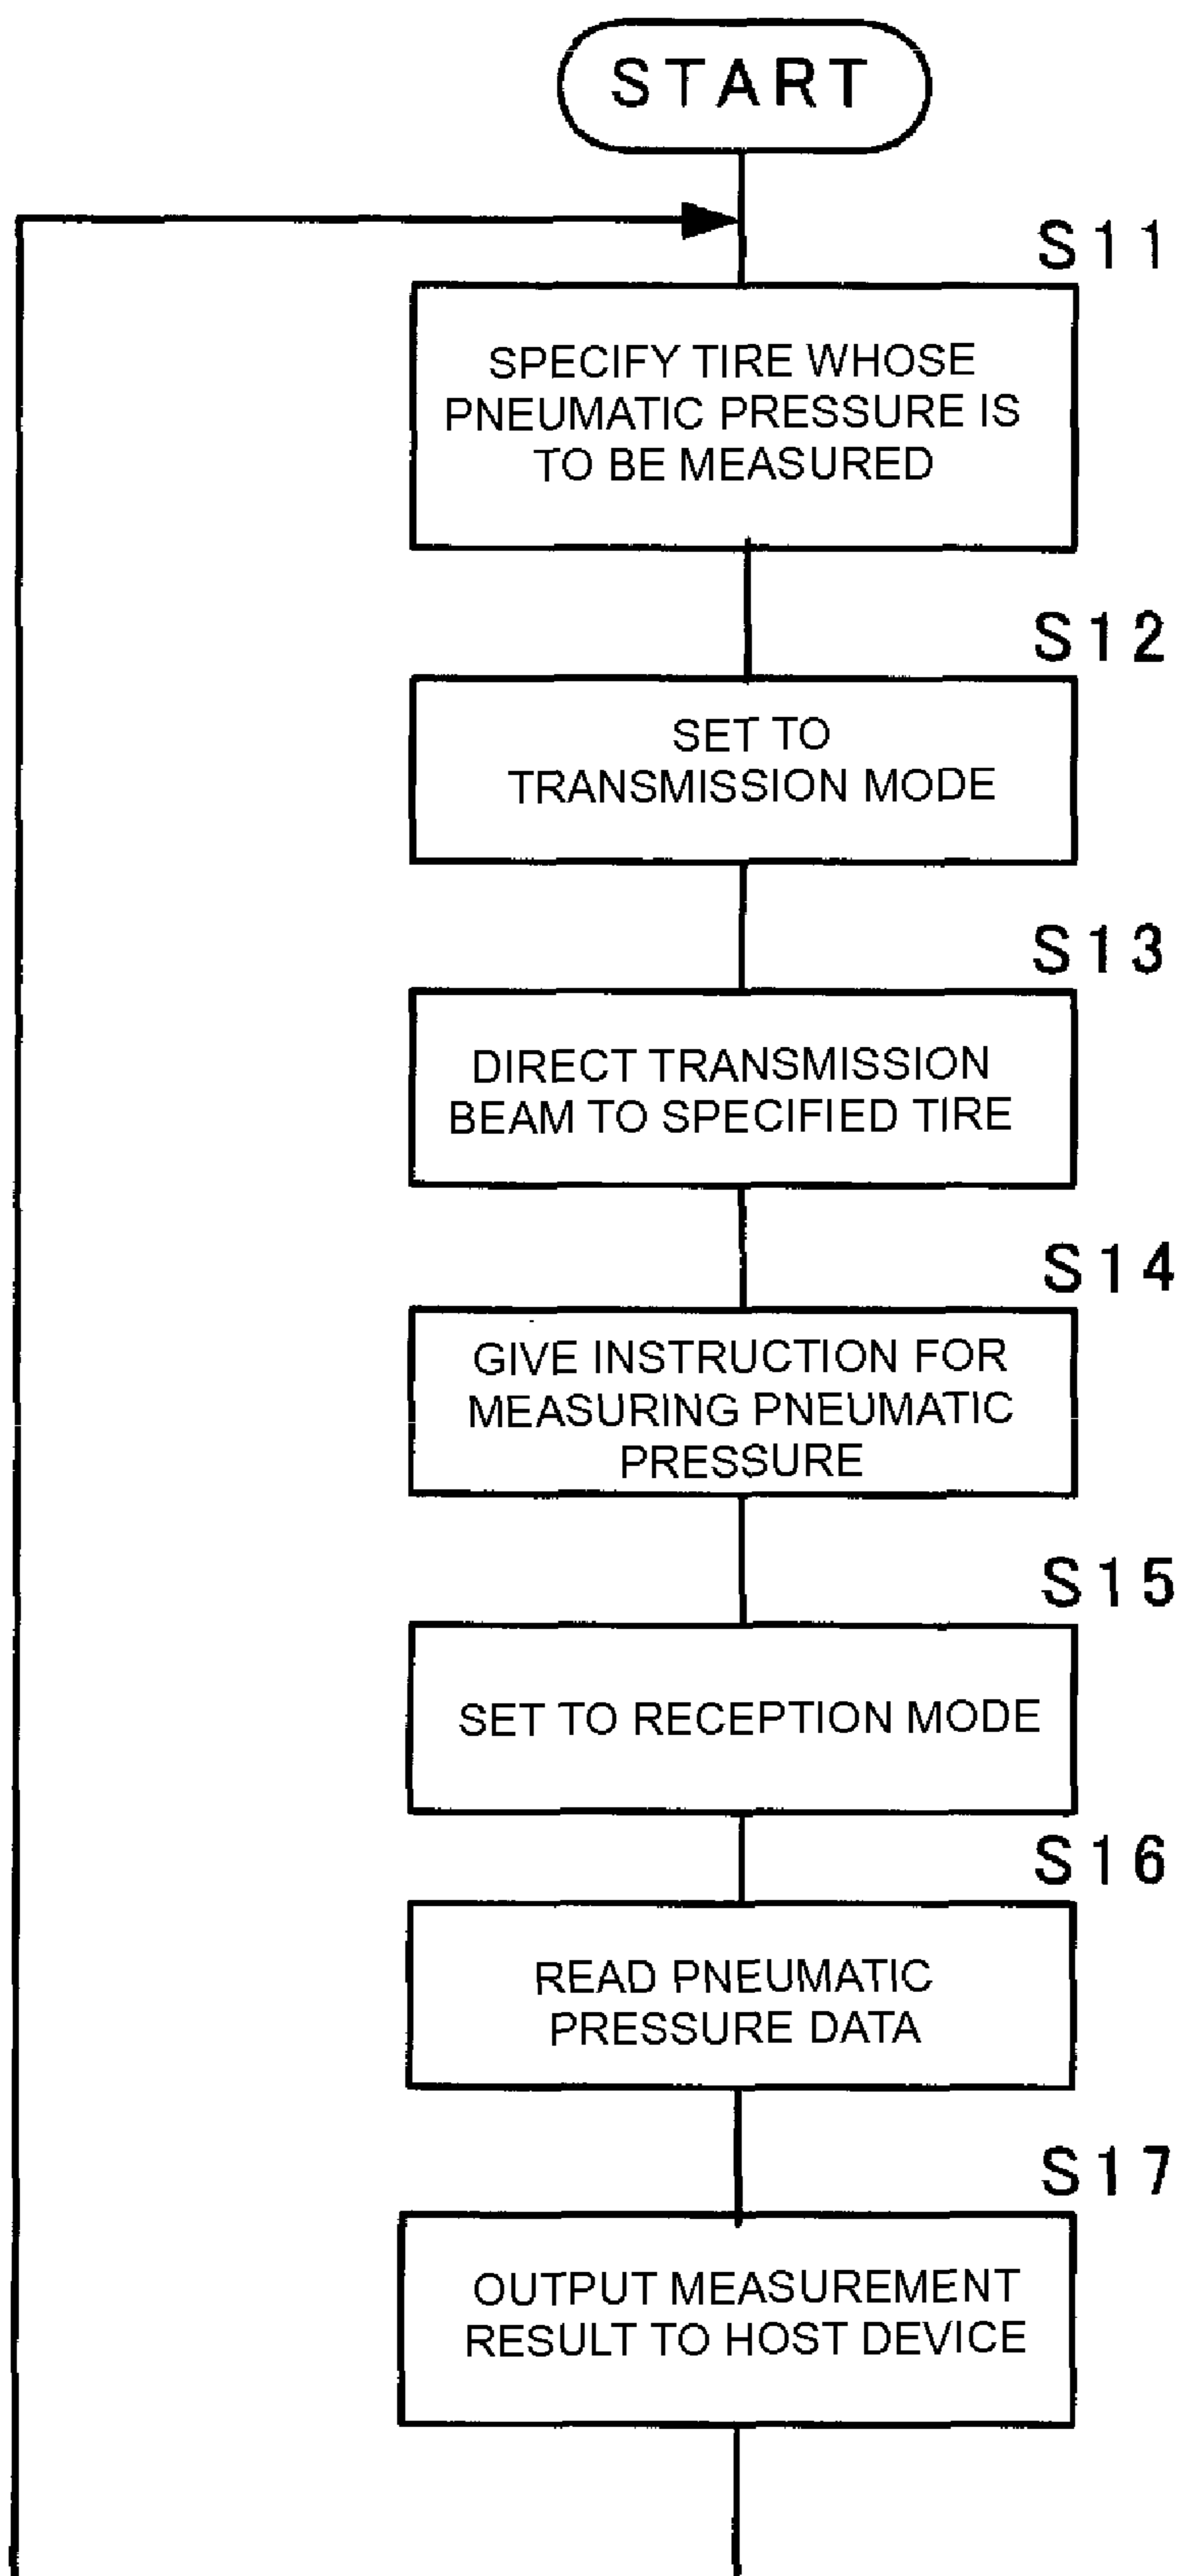 START
S11
SPECIFY TIRE WHOSE
PNEUMATIC PRESSURE IS
TO BE MEASURED
S12
SET TO
TRANSMISSION MODE
S13
DIRECT TRANSMISSION
BEAM TO SPECIFIED TIRE
S14
GIVE INSTRUCTION FOR
MEASURING PNEUMATIC
PRESSURE
S15
SET TO RECEPTION MODE
S16
READ PNEUMATIC
PRESSURE DATA
S17
OUTPUT MEASUREMENT
RESULT TO HOST DEVICE